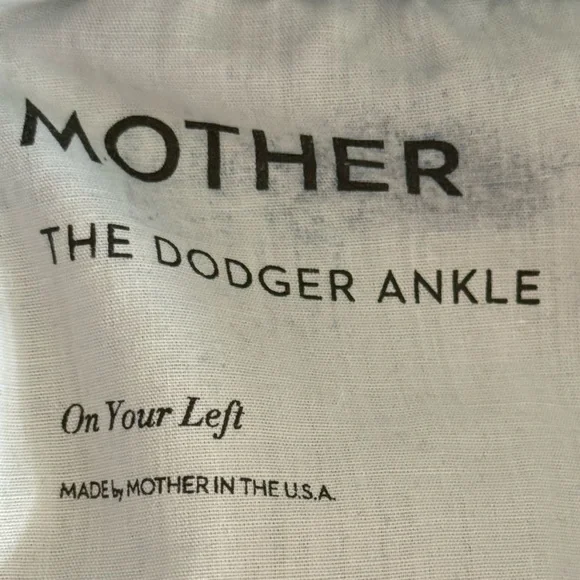 MOTHER
THE DODGER ANKLE
On Your Left
MADE by MOTHER IN THE U.S.A.